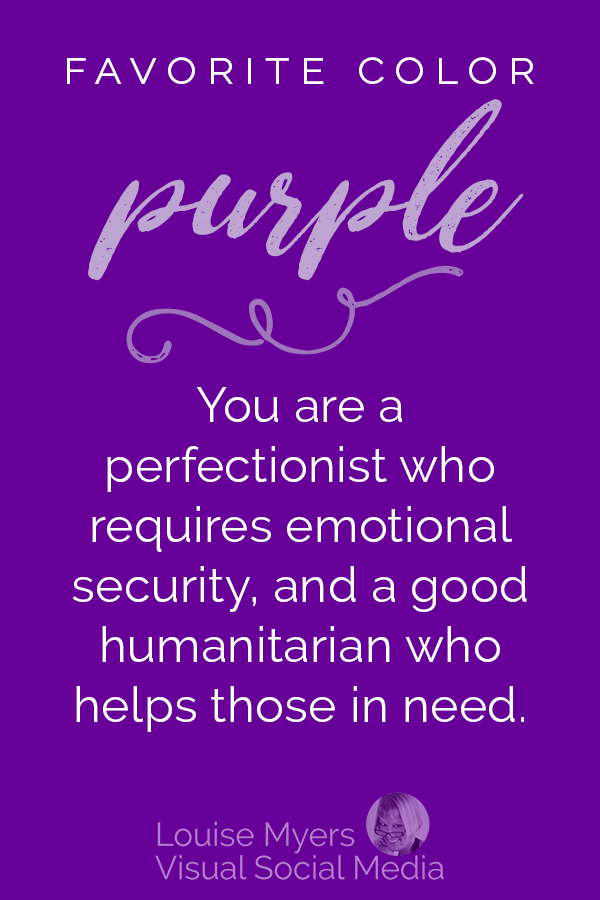 FAVORITE COLOR
purple
You are a
perfectionist who
requires emotional
security, and a good
humanitarian who
helps those in need.
Louise Myers
Visual Social Media